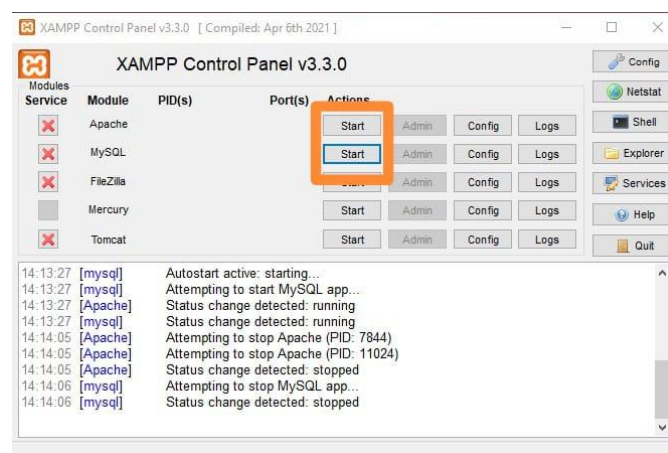 XAMPP Control Panel v3.3.0 [ Compiled: Apr 6th 2021 ]
XAMPP Control Panel v3.3.0
Config
Modules
Service Module PID(s) Port(s) Actions
Netstat
Apache Start Admin Config Logs
Shell
MySQL Start Admin Config Logs
Explorer
FileZilla Admin Config Logs
Services
Mercury Start Admin Config Logs
Help
Tomcat Start Admin Config Logs
Quit
14:13:27 [mysql] Autostart active: starting...
14:13:27 [mysql] Attempting to start MySQL app...
14:13:27 [Apache] Status change detected: running
14:13:27 [mysql] Status change detected: running
14:14:05 [Apache] Attempting to stop Apache (PID: 7844)
14:14:05 [Apache] Attempting to stop Apache (PID: 11024)
14:14:05 [Apache] Status change detected: stopped
14:14:06 [mysql] Attempting to stop MySQL app...
14:14:06 [mysql] Status change detected: stopped